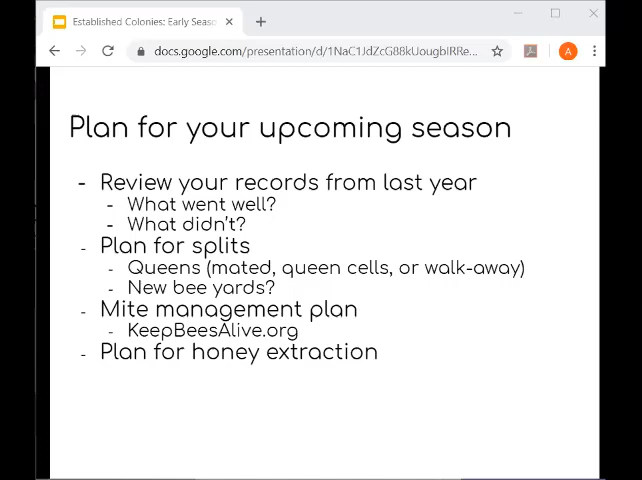 Established Colonies: Early Seaso
docs.google.com/presentation/d/1NaC1JdZcG88kUougbIRRe...
A
Plan for your upcoming season
- Review your records from last year
- What went well?
- What didn't?
- Plan for splits
- Queens (mated, queen cells, or walk-away)
- New bee yards?
- Mite management plan
- KeepBeesAlive.org
- Plan for honey extraction